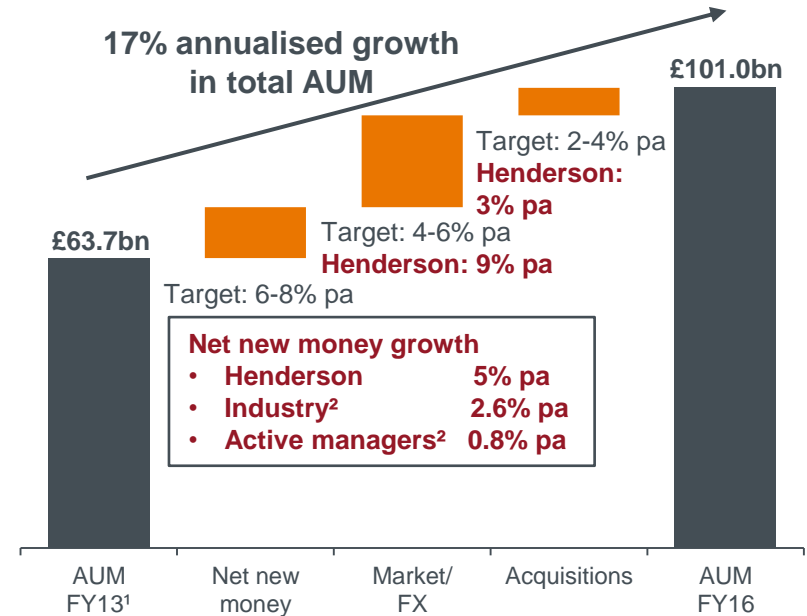 17% annualised growth
in total AUM
£101.0bn
Target: 2-4% pa
Henderson:
3% pa
£63.7bn
Target: 4-6% pa
Henderson: 9% pa
Target: 6-8% pa
Net new money growth
• Henderson 5% pa
• Industry² 2.6% pa
• Active managers² 0.8% pa
AUM
FY13¹
Net new
money
Market/
FX
Acquisitions
AUM
FY16